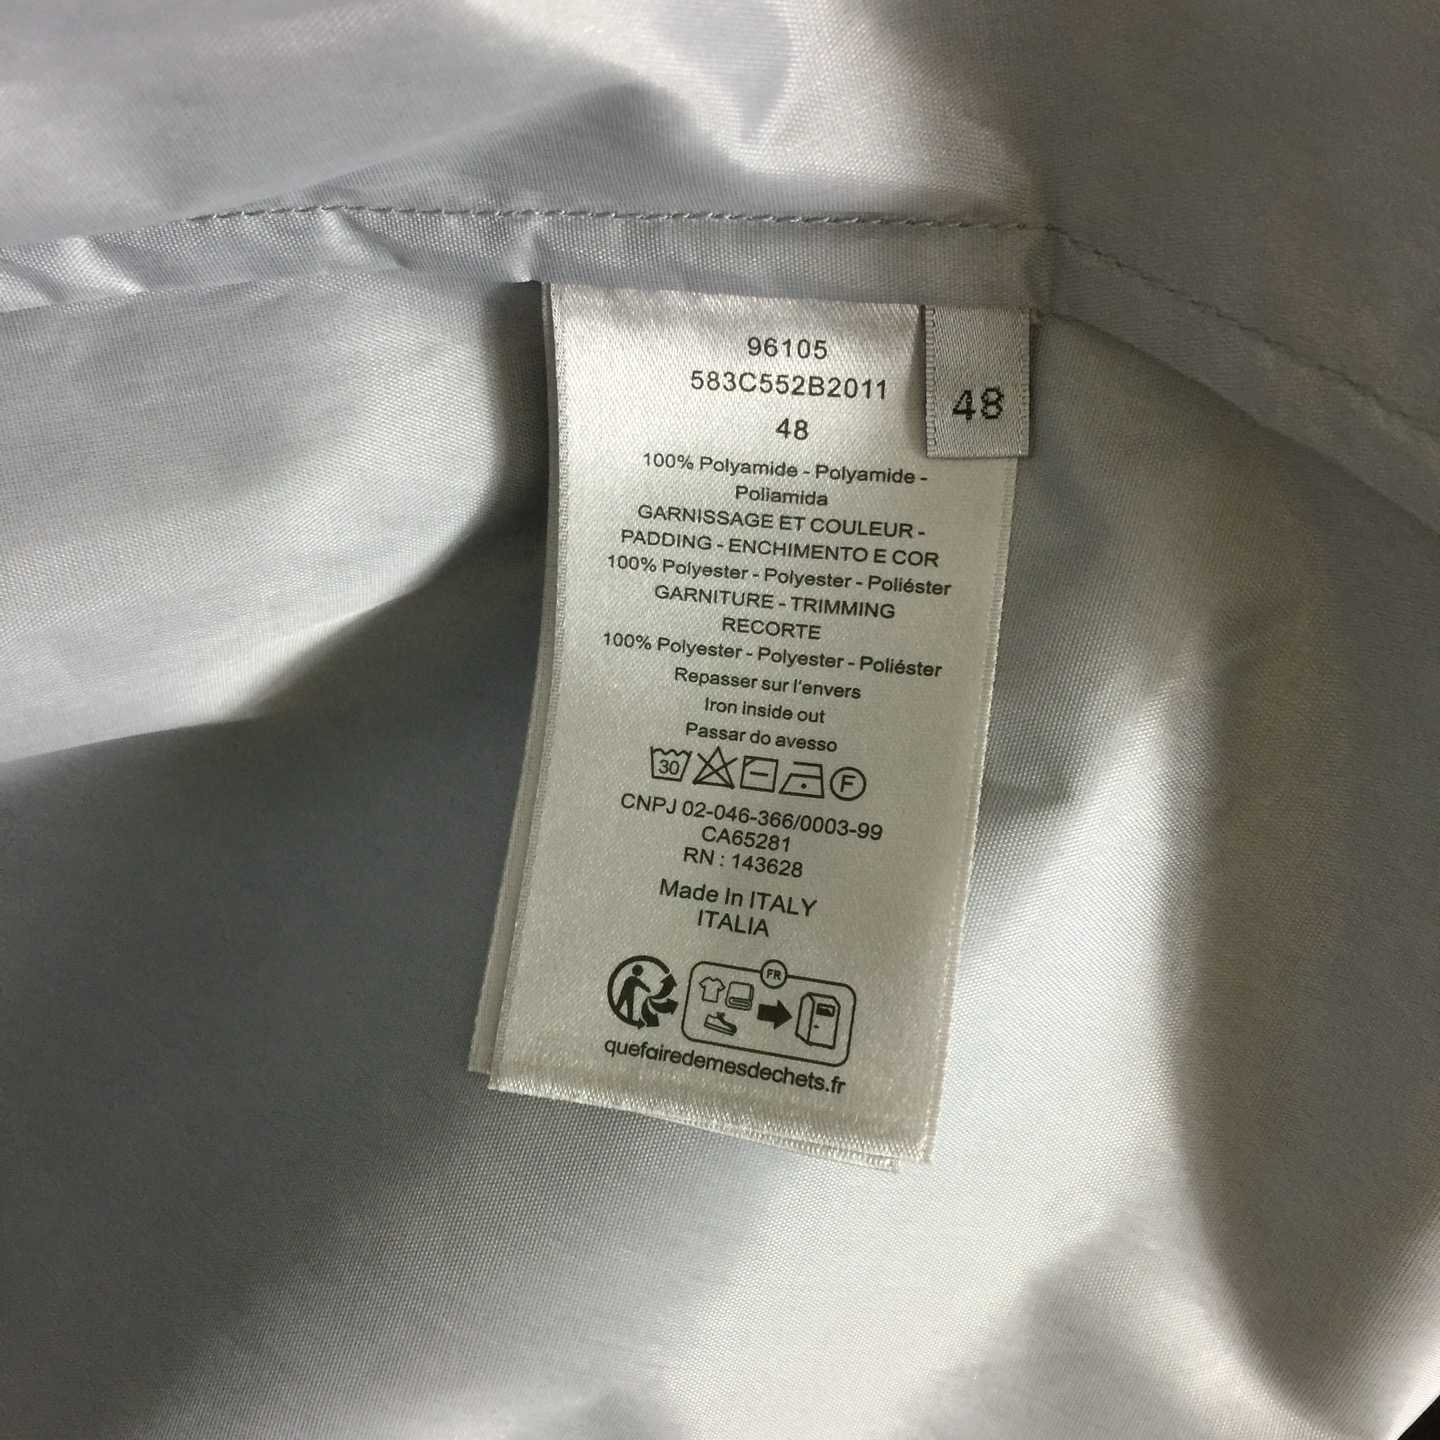 96105
583C552B2011
48
48
100% Polyamide - Polyamide -
Poliamida
GARNISSAGE ET COULEUR -
PADDING - ENCHIMENTO E COR
100% Polyester - Polyester - Poliéster
GARNITURE - TRIMMING
RECORTE
100% Polyester - Polyester - Poliéster
Repasser sur l'envers
Iron inside out
Passar do avesso
30 F
CNPJ 02-046-366/0003-99
CA65281
RN : 143628
Made In ITALY
ITALIA
FR
quefairedemesdechets.fr